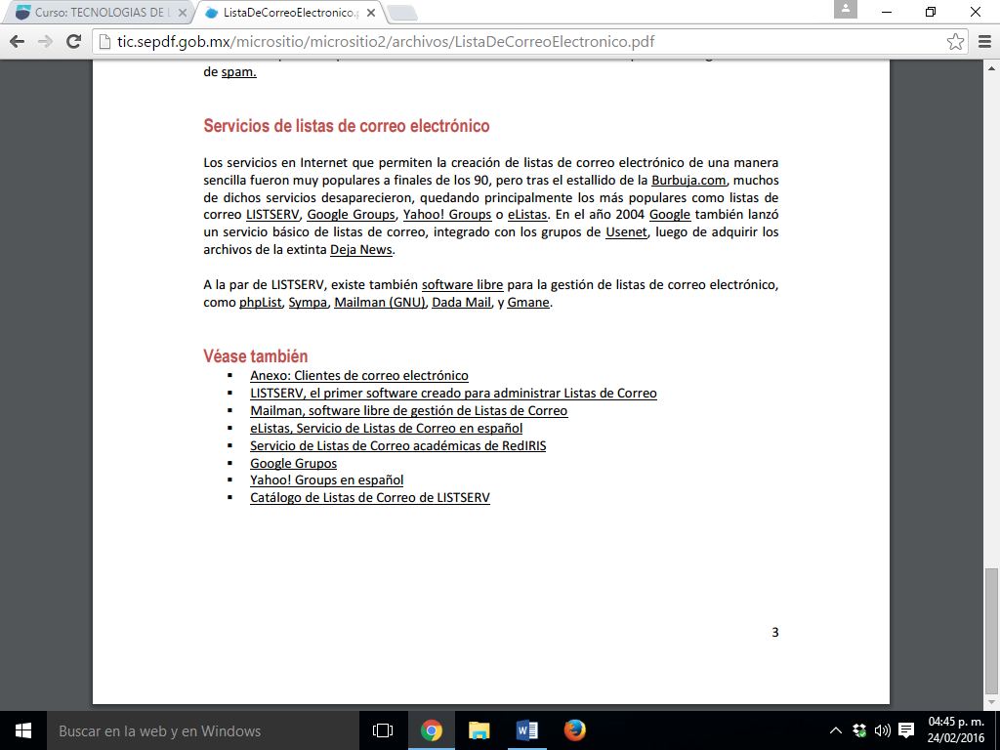 Curso: TECNOLOGIAS DE L
ListaDeCorreoElectronico.p
tic.sepdf.gob.mx/micrositio/micrositio2/archivos/ListaDeCorreoElectronico.pdf
de spam.
Servicios de listas de correo electrónico
Los servicios en Internet que permiten la creación de listas de correo electrónico de una manera
sencilla fueron muy populares a finales de los 90, pero tras el estallido de la Burbuja.com, muchos
de dichos servicios desaparecieron, quedando principalmente los más populares como listas de
correo LISTSERV, Google Groups, Yahoo! Groups o eListas. En el año 2004 Google también lanzó
un servicio básico de listas de correo, integrado con los grupos de Usenet, luego de adquirir los
archivos de la extinta Deja News.
A la par de LISTSERV, existe también software libre para la gestión de listas de correo electrónico,
como phpList, Sympa, Mailman (GNU), Dada Mail, y Gmane.
Véase también
▪ Anexo: Clientes de correo electrónico
▪ LISTSERV, el primer software creado para administrar Listas de Correo
▪ Mailman, software libre de gestión de Listas de Correo
▪ eListas, Servicio de Listas de Correo en español
▪ Servicio de Listas de Correo académicas de RedIRIS
▪ Google Grupos
▪ Yahoo! Groups en español
▪ Catálogo de Listas de Correo de LISTSERV
3
Buscar en la web y en Windows
04:45 p. m.
24/02/2016